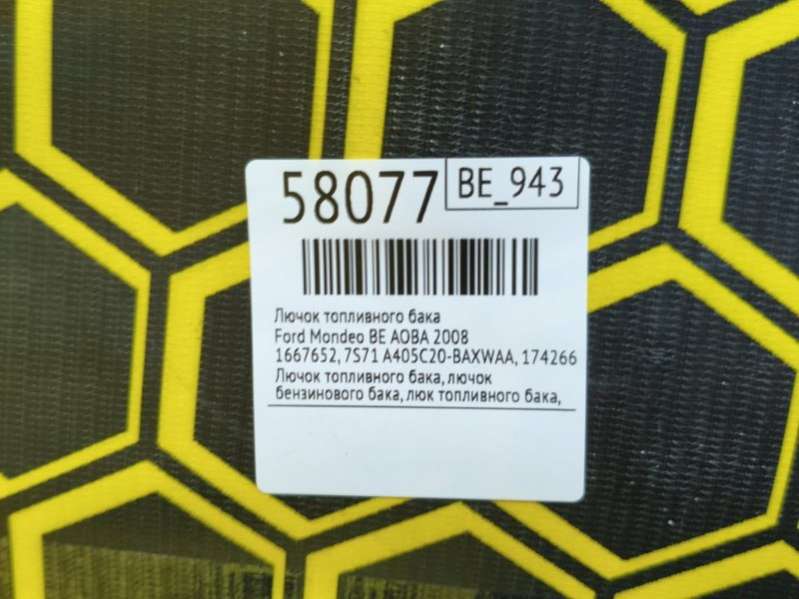 58077
BE_943
Лючок топливного бака
Ford Mondeo BE AOBA 2008
1667652, 7S71 A405C20-BAXWAA, 174266
Лючок топливного бака, лючок
бензинового бака, люк топливного бака,